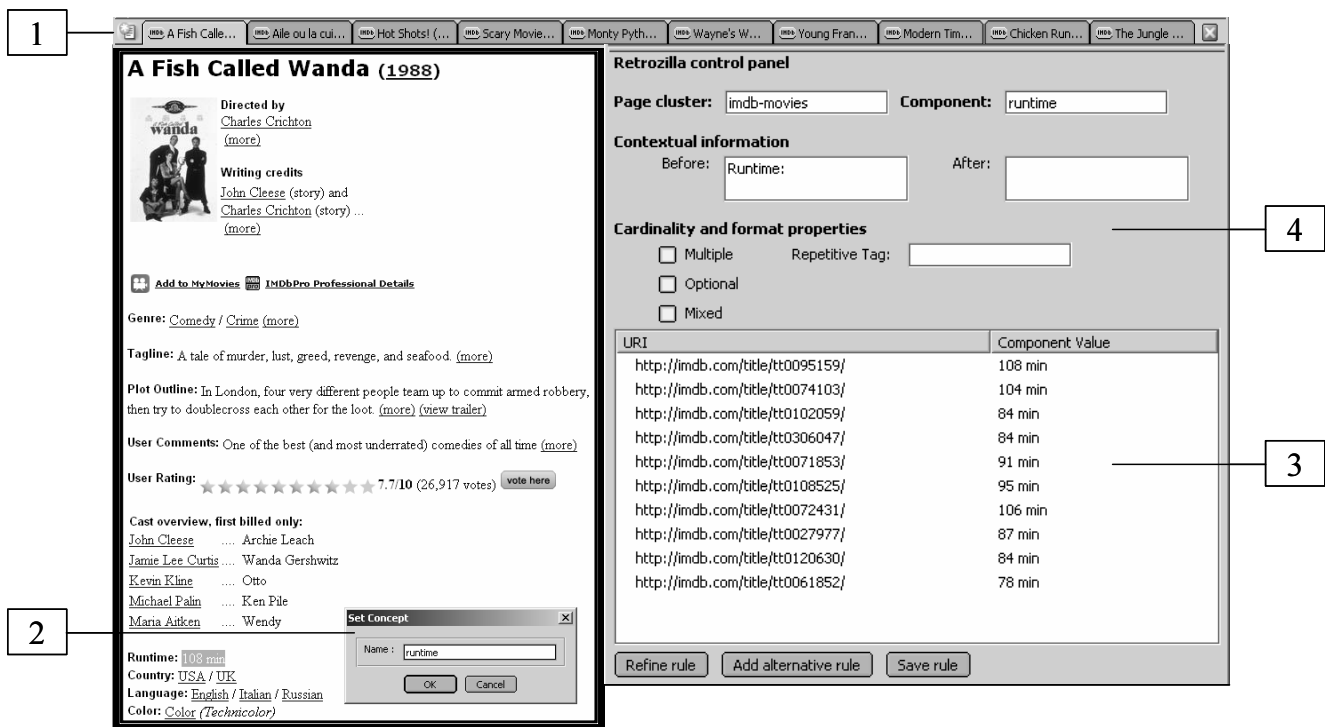 1
IMDb A Fish Calle... IMDb Aile ou la cui... IMDb Hot Shots! (... IMDb Scary Movie... IMDb Monty Pyth... IMDb Wayne's W... IMDb Young Fran... IMDb Modern Tim... IMDb Chicken Run... IMDb The Jungle ...
A Fish Called Wanda (1988)
wanda
Directed by
Charles Crichton
(more)
Writing credits
John Cleese (story) and
Charles Crichton (story) ...
(more)
Add to MyMovies IMDbPro Professional Details
Genre: Comedy / Crime (more)
Tagline: A tale of murder, lust, greed, revenge, and seafood. (more)
Plot Outline: In London, four very different people team up to commit armed robbery,
then try to doublecross each other for the loot. (more) (view trailer)
User Comments: One of the best (and most underrated) comedies of all time (more)
User Rating: 7.7/10 (26,917 votes) vote here
Cast overview, first billed only:
John Cleese .... Archie Leach
Jamie Lee Curtis .... Wanda Gershwitz
Kevin Kline .... Otto
Michael Palin .... Ken Pile
Maria Aitken .... Wendy
2
Set Concept
Name : runtime
OK Cancel
Runtime: 108 min
Country: USA / UK
Language: English / Italian / Russian
Color: Color (Technicolor)
Retrozilla control panel
Page cluster: imdb-movies Component: runtime
Contextual information
Before: Runtime: After:
Cardinality and format properties
4
Multiple Repetitive Tag:
Optional
Mixed
URI Component Value
http://imdb.com/title/tt0095159/ 108 min
http://imdb.com/title/tt0074103/ 104 min
http://imdb.com/title/tt0102059/ 84 min
http://imdb.com/title/tt0306047/ 84 min
http://imdb.com/title/tt0071853/ 91 min
3
http://imdb.com/title/tt0108525/ 95 min
http://imdb.com/title/tt0072431/ 106 min
http://imdb.com/title/tt0027977/ 87 min
http://imdb.com/title/tt0120630/ 84 min
http://imdb.com/title/tt0061852/ 78 min
Refine rule Add alternative rule Save rule